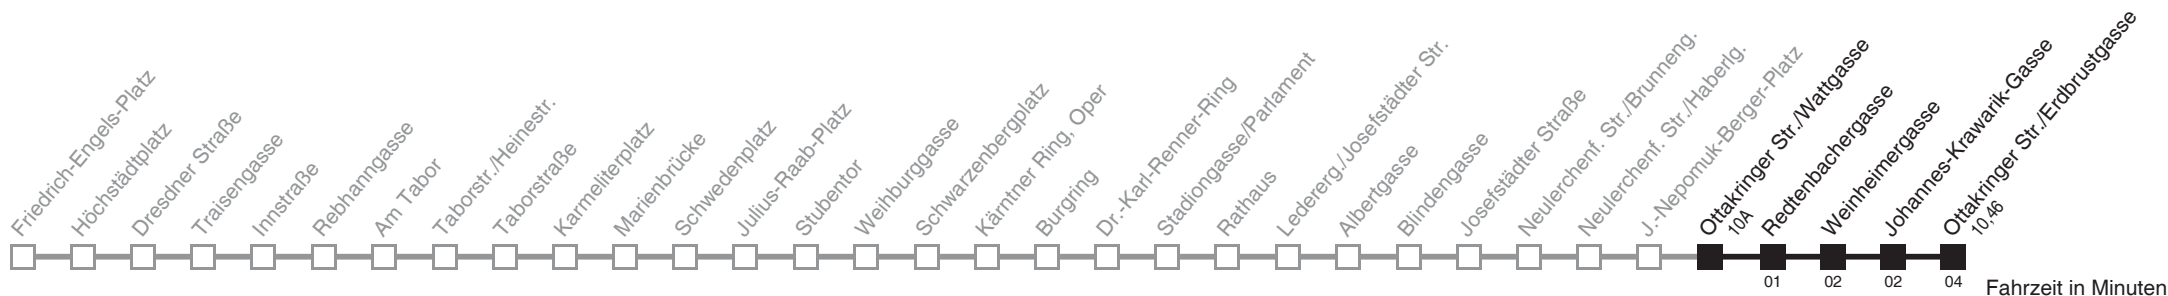 Friedrich-Engels-Platz
Höchstädtplatz
Dresdner Straße
Traisengasse
Innstraße
Rebhanngasse
Am Tabor
Taborstr./Heinestr.
Taborstraße
Karmeliterplatz
Marienbrücke
Schwedenplatz
Julius-Raab-Platz
Stubentor
Weihburggasse
Schwarzenbergplatz
Kärntner Ring, Oper
Burgring
Dr.-Karl-Renner-Ring
Stadiongasse/Parlament
Rathaus
Ledererg./Josefstädter Str.
Albertgasse
Blindengasse
Josefstädter Straße
Neulerchenf. Str./Brunneng.
Neulerchenf. Str./Haberlg.
J.-Nepomuk-Berger-Platz
Ottakringer Str./Wattgasse
10A
Redtenbachergasse
Weinheimergasse
Johannes-Krawarik-Gasse
Ottakringer Str./Erdbrustgasse
10,46
01
02
02
04
Fahrzeit in Minuten